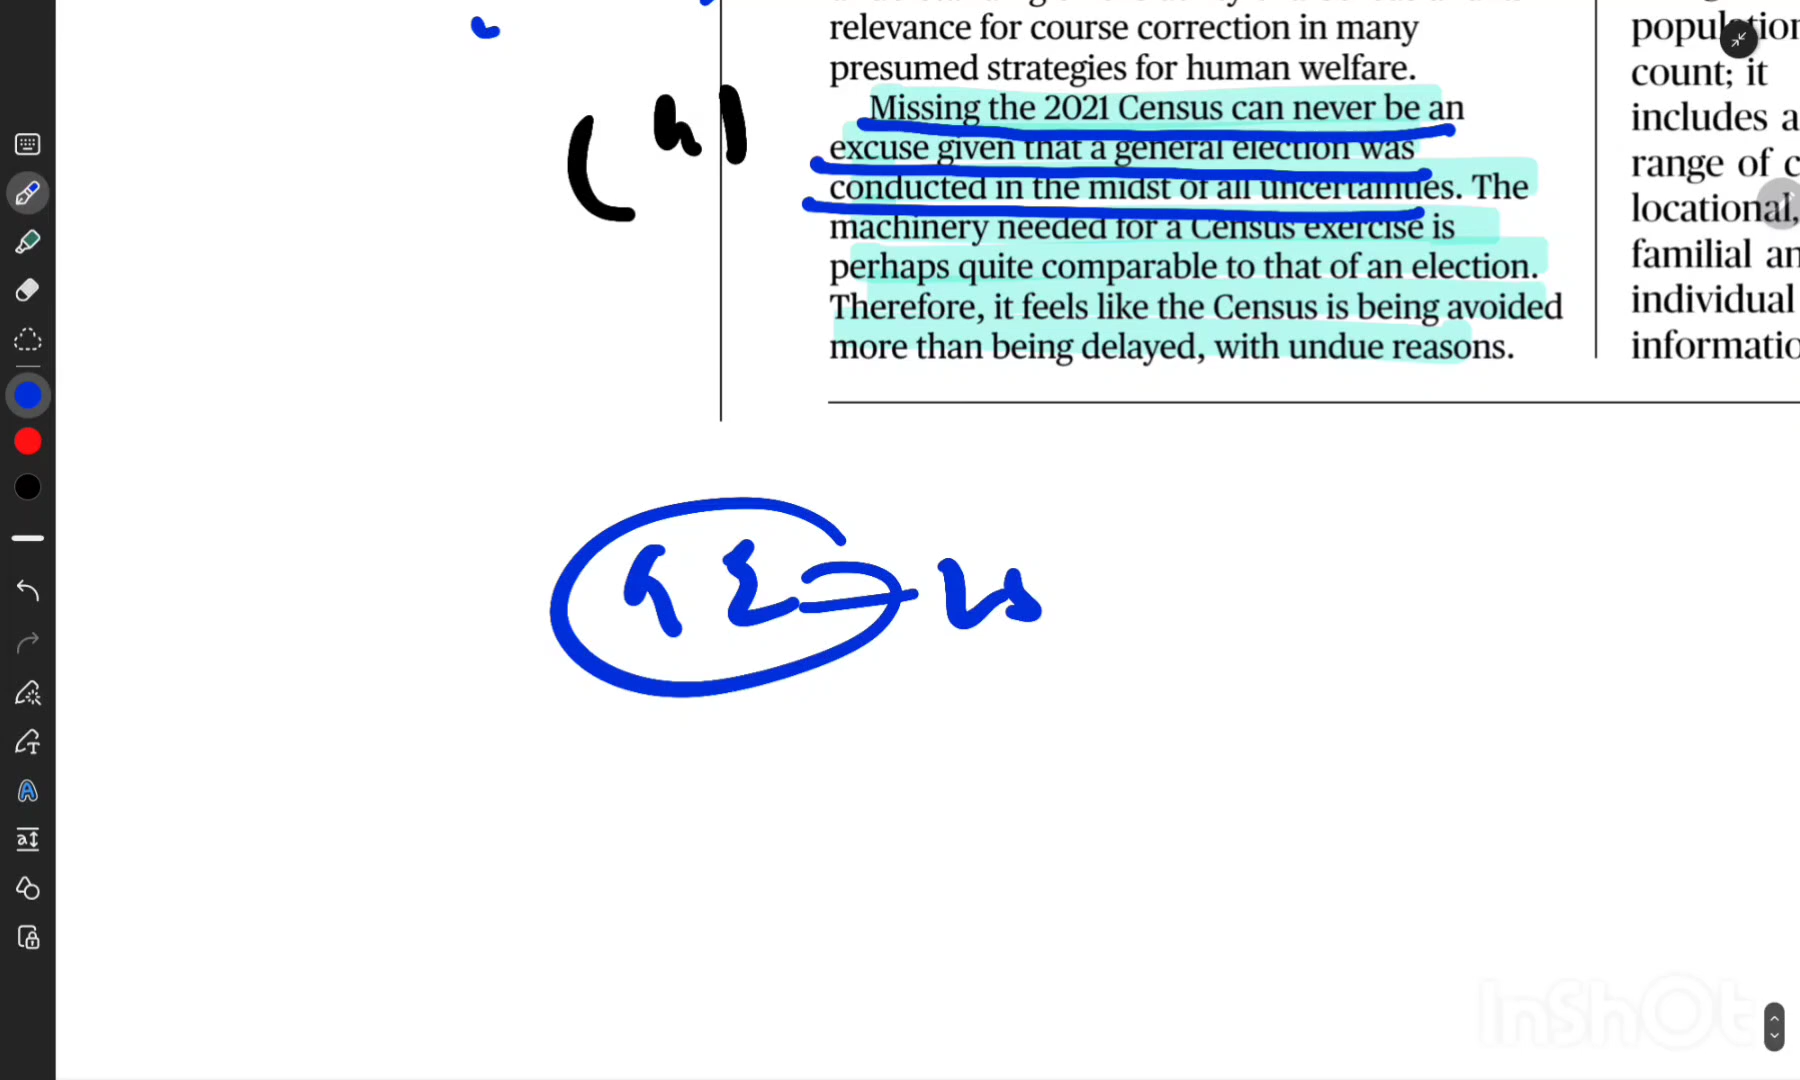 relevance for course correction in many
presumed strategies for human welfare.
Missing the 2021 Census can never be an
excuse given that a general election was
conducted in the midst of all uncertainties. The
machinery needed for a Census exercise is
perhaps quite comparable to that of an election.
Therefore, it feels like the Census is being avoided
more than being delayed, with undue reasons.
count; it
includes a
range of c
locational,
familial an
individual
informatio
InShOt